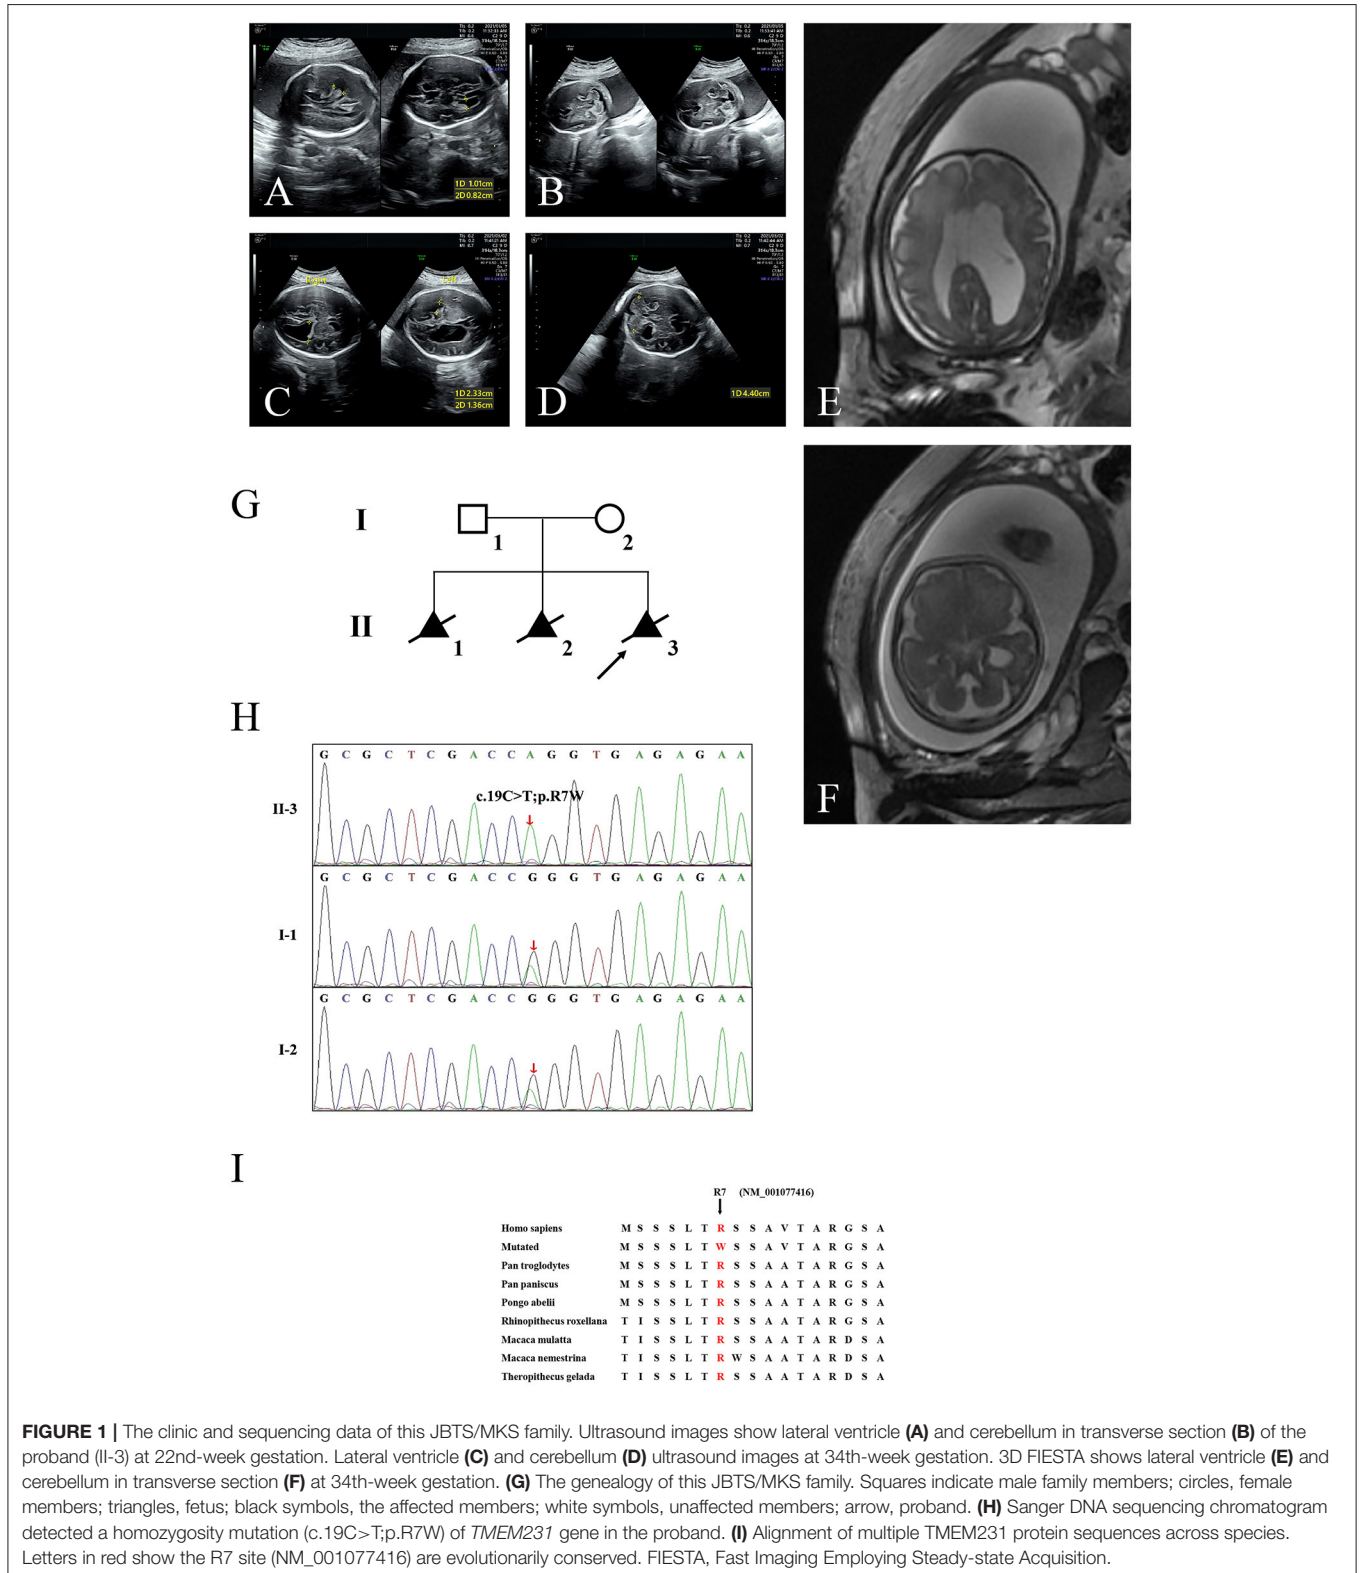 A
1D 1.01cm
2D 0.82cm
B
C
1D 2.33cm
2D 1.36cm
D
1D 4.40cm
E
F
G
I
1
2
II
1
2
3
H
G C G C T C G A C C A G G T G A G A G A A
c.19C>T;p.R7W
II-3
G C G C T C G A C C G G G T G A G A G A A
I-1
G C G C T C G A C C G G G T G A G A G A A
I-2
I
R7 (NM_001077416)
Homo sapiens M S S S L T R S S A V T A R G S A
Mutated M S S S L T W S S A V T A R G S A
Pan troglodytes M S S S L T R S S A A T A R G S A
Pan paniscus M S S S L T R S S A A T A R G S A
Pongo abelii M S S S L T R S S A A T A R G S A
Rhinopithecus roxellana T I S S L T R S S A A T A R G S A
Macaca mulatta T I S S L T R S S A A T A R D S A
Macaca nemestrina T I S S L T R W S A A T A R D S A
Theropithecus gelada T I S S L T R S S A A T A R D S A
FIGURE 1 | The clinic and sequencing data of this JBTS/MKS family. Ultrasound images show lateral ventricle (A) and cerebellum in transverse section (B) of the
proband (II-3) at 22nd-week gestation. Lateral ventricle (C) and cerebellum (D) ultrasound images at 34th-week gestation. 3D FIESTA shows lateral ventricle (E) and
cerebellum in transverse section (F) at 34th-week gestation. (G) The genealogy of this JBTS/MKS family. Squares indicate male family members; circles, female
members; triangles, fetus; black symbols, the affected members; white symbols, unaffected members; arrow, proband. (H) Sanger DNA sequencing chromatogram
detected a homozygosity mutation (c.19C>T;p.R7W) of TMEM231 gene in the proband. (I) Alignment of multiple TMEM231 protein sequences across species.
Letters in red show the R7 site (NM_001077416) are evolutionarily conserved. FIESTA, Fast Imaging Employing Steady-state Acquisition.